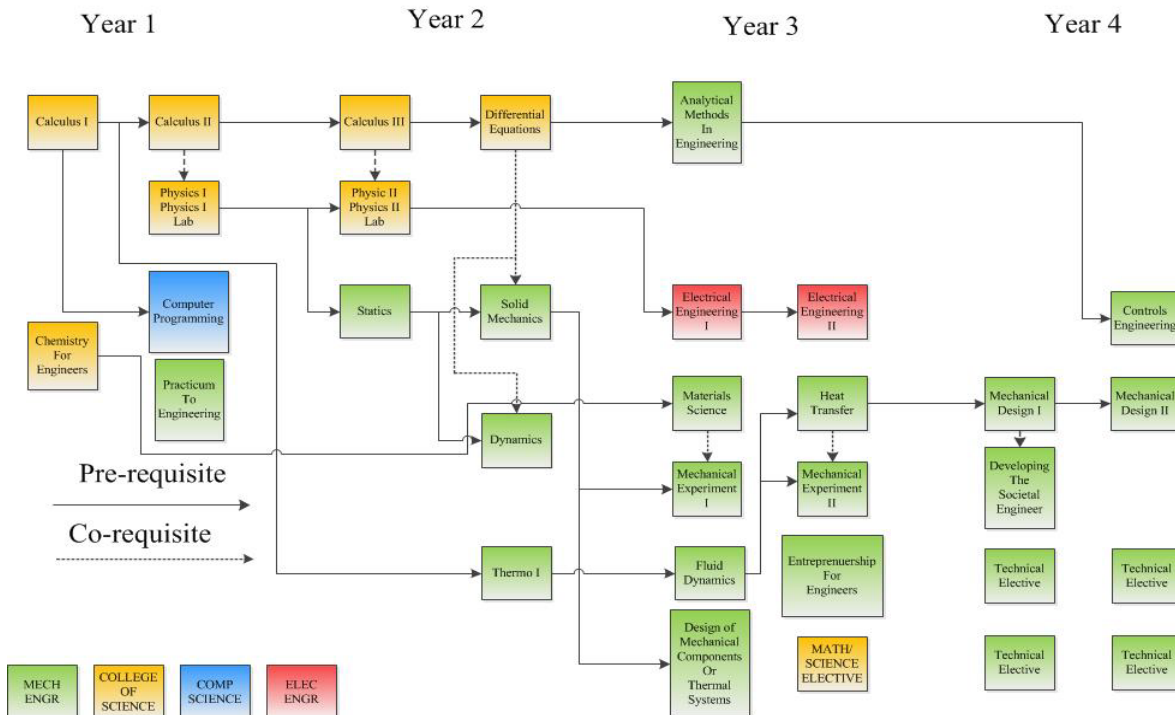 Year 1
Year 2
Year 3
Year 4
Calculus I
Calculus II
Calculus III
Differential
Equations
Analytical
Methods
In
Engineering
Physics I
Physics I
Lab
Physic II
Physics II
Lab
Computer
Programming
Statics
Solid
Mechanics
Electrical
Engineering
I
Electrical
Engineering
II
Controls
Engineering
Chemistry
For
Engineers
Practicum
To
Engineering
Dynamics
Materials
Science
Heat
Transfer
Mechanical
Design I
Mechanical
Design II
Pre-requisite
Co-requisite
Mechanical
Experiment
I
Mechanical
Experiment
II
Developing
The
Societal
Engineer
Thermo I
Fluid
Dynamics
Entreprenuership
For
Engineers
Technical
Elective
Technical
Elective
Design of
Mechanical
Components
Or
Thermal
Systems
MATH/
SCIENCE
ELECTIVE
Technical
Elective
Technical
Elective
MECH
ENGR
COLLEGE
OF
SCIENCE
COMP
SCIENCE
ELEC
ENGR